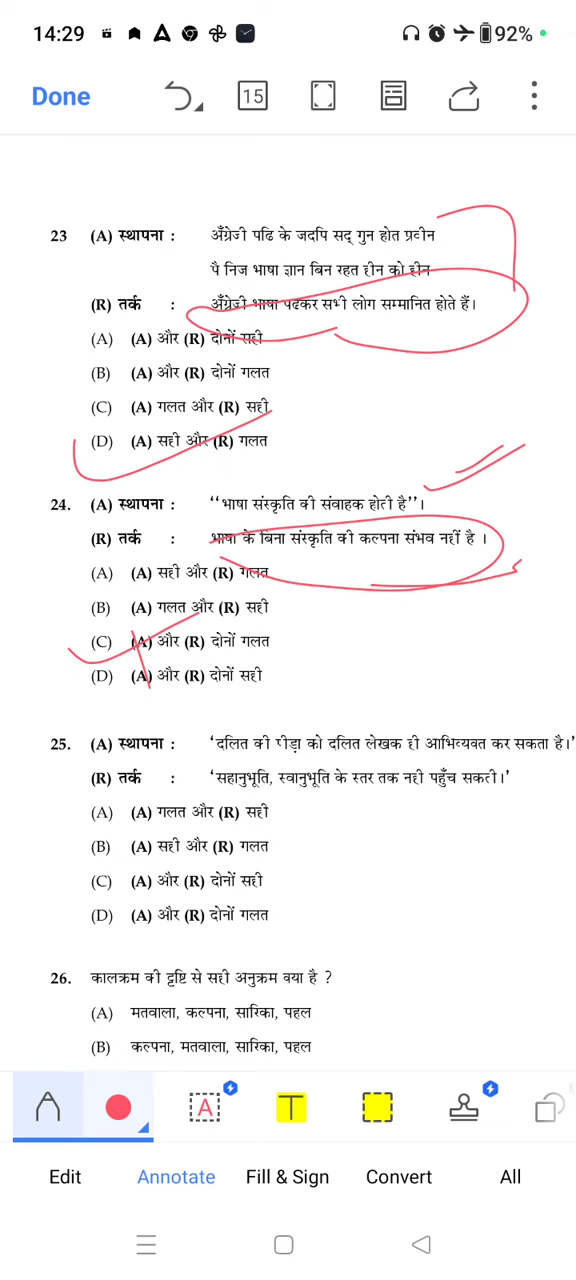 14:29 92%
Done 15
23 (A) स्थापना : अँग्रेजी पढि के जदपि सद् गुन होत प्रवीन
पै निज भाषा ज्ञान बिन रहत हीन को हीन
(R) तर्क : अँग्रेजी भाषा पढकर सभी लोग सम्मानित होते हैं।
(A) (A) और (R) दोनों सही
(B) (A) और (R) दोनों गलत
(C) (A) गलत और (R) सही
(D) (A) सही और (R) गलत
24. (A) स्थापना : ‘‘भाषा संस्कृति की संवाहक होती है’’।
(R) तर्क : भाषा के बिना संस्कृति की कल्पना संभव नहीं है ।
(A) (A) सही और (R) गलत
(B) (A) गलत और (R) सही
(C) (A) और (R) दोनों गलत
(D) (A) और (R) दोनों सही
25. (A) स्थापना : ‘दलित की पीड़ा को दलित लेखक ही आभिव्यक्त कर सकता है।’
(R) तर्क : ‘सहानुभूति, स्वानुभूति के स्तर तक नही पहुँच सकती।’
(A) (A) गलत और (R) सही
(B) (A) सही और (R) गलत
(C) (A) और (R) दोनों सही
(D) (A) और (R) दोनों गलत
26. कालक्रम की दृष्टि से सही अनुक्रम क्या है ?
(A) मतवाला, कल्पना, सारिका, पहल
(B) कल्पना, मतवाला, सारिका, पहल
A T
Edit Annotate Fill & Sign Convert All